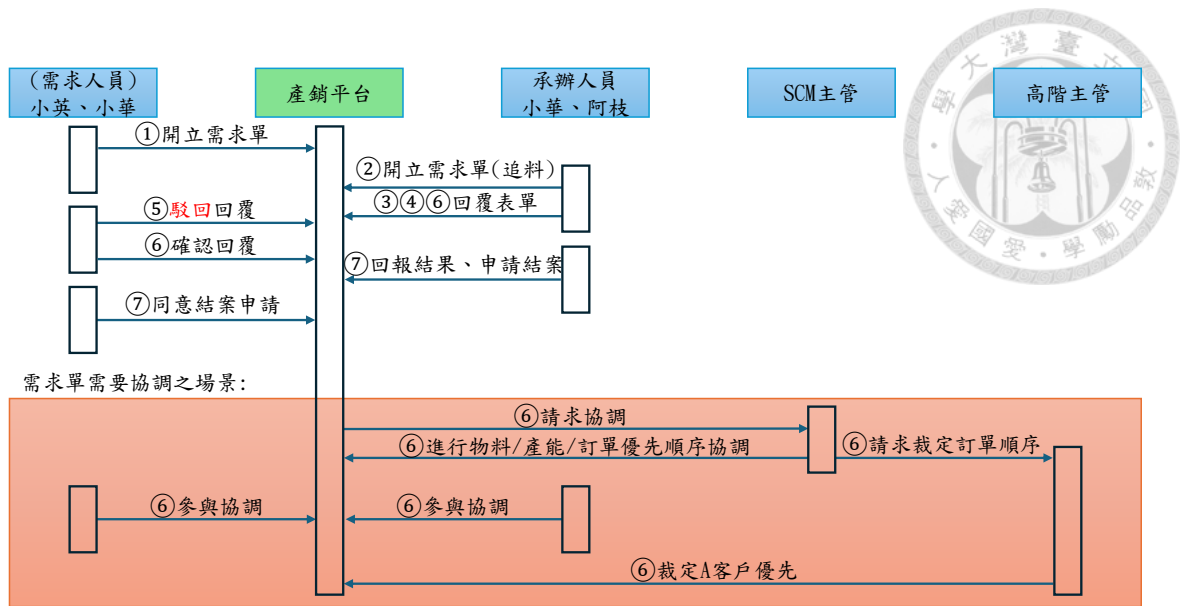 (需求人員)
小英、小華
產銷平台
承辦人員
小華、阿枝
SCM主管
高階主管
①開立需求單
②開立需求單(追料)
③④⑥回覆表單
⑤駁回回覆
⑥確認回覆
⑦回報結果、申請結案
⑦同意結案申請
需求單需要協調之場景:
⑥請求協調
⑥進行物料/產能/訂單優先順序協調
⑥請求裁定訂單順序
⑥參與協調
⑥參與協調
⑥裁定A客戶優先